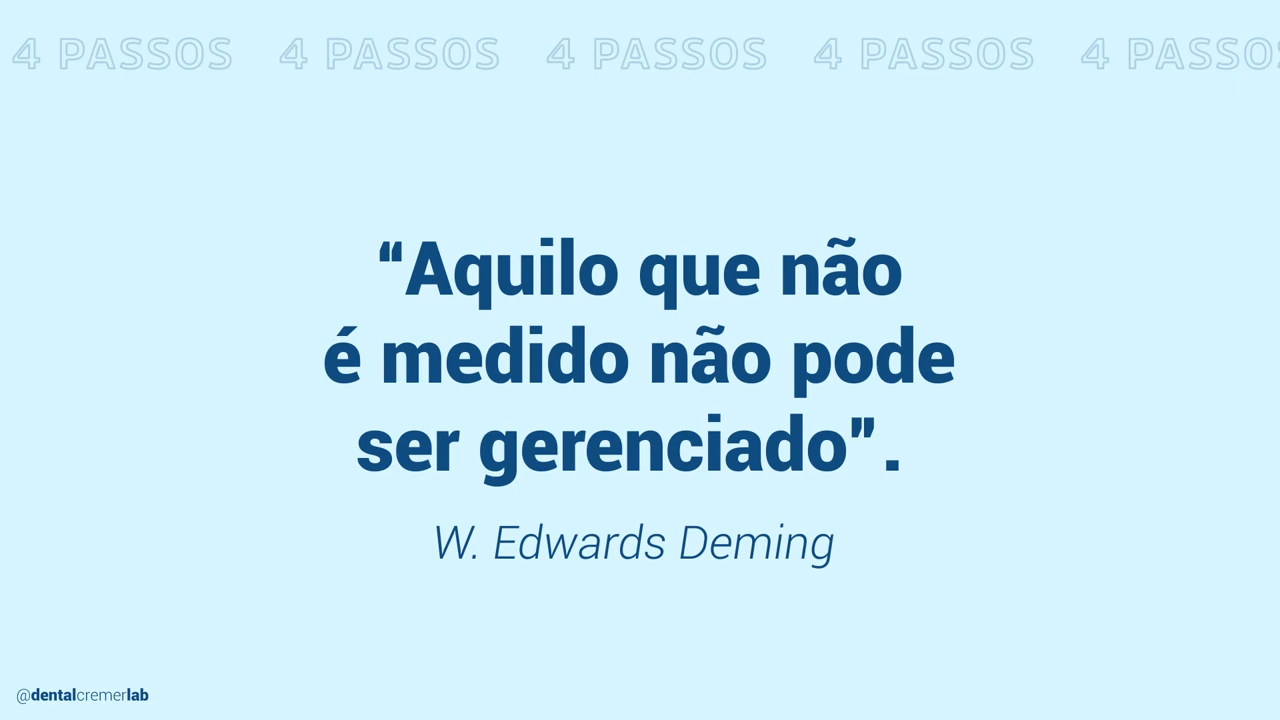 4 PASSOS 4 PASSOS 4 PASSOS 4 PASSOS 4 PASSOS
“Aquilo que não
é medido não pode
ser gerenciado”.
W. Edwards Deming
@dentalcremerlab